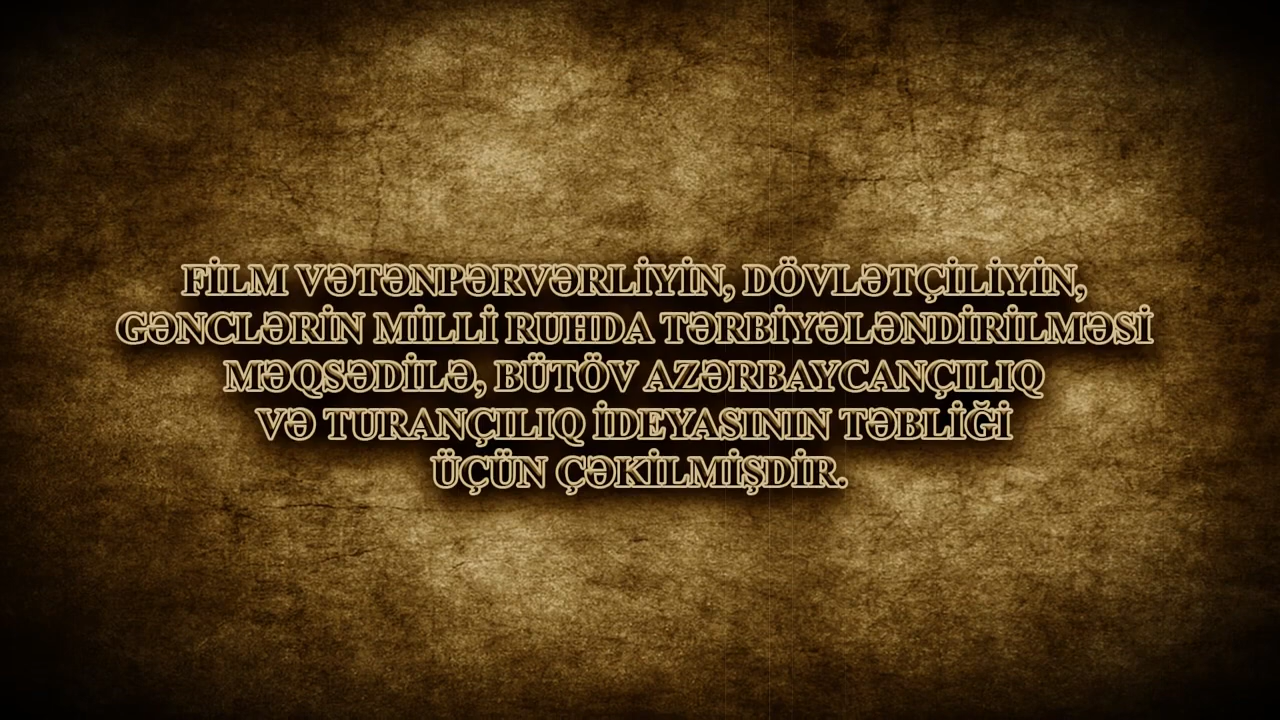 FİLM VƏTƏNPƏRVƏRLİYİN, DÖVLƏTÇİLİYİN,
GƏNCLƏRİN MİLLİ RUHDA TƏRBİYƏLƏNDİRİLMƏSİ
MƏQSƏDİLƏ, BÜTÖV AZƏRBAYCANÇILIQ
VƏ TURANÇILIQ İDEYASININ TƏBLİĞİ
ÜÇÜN ÇƏKİLMİŞDİR.